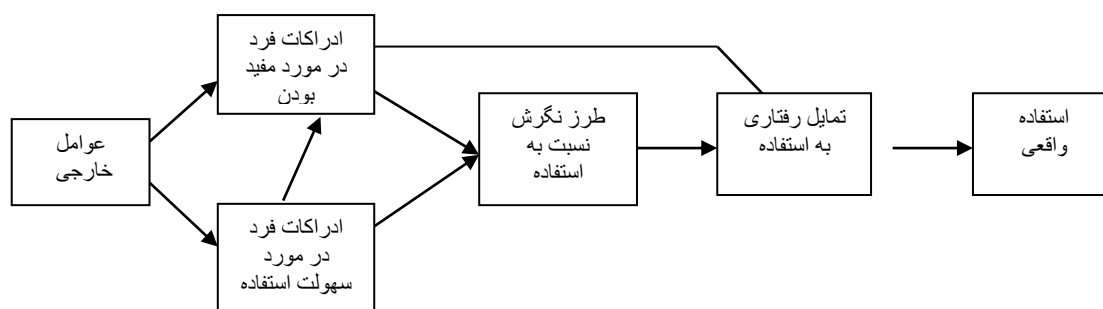 ادراکات فرد
در مورد مفید
بودن
عوامل
خارجی
ادراکات فرد
در مورد
سهولت استفاده
طرز نگرش
نسبت به
استفاده
تمایل رفتاری
به استفاده
استفاده
واقعی